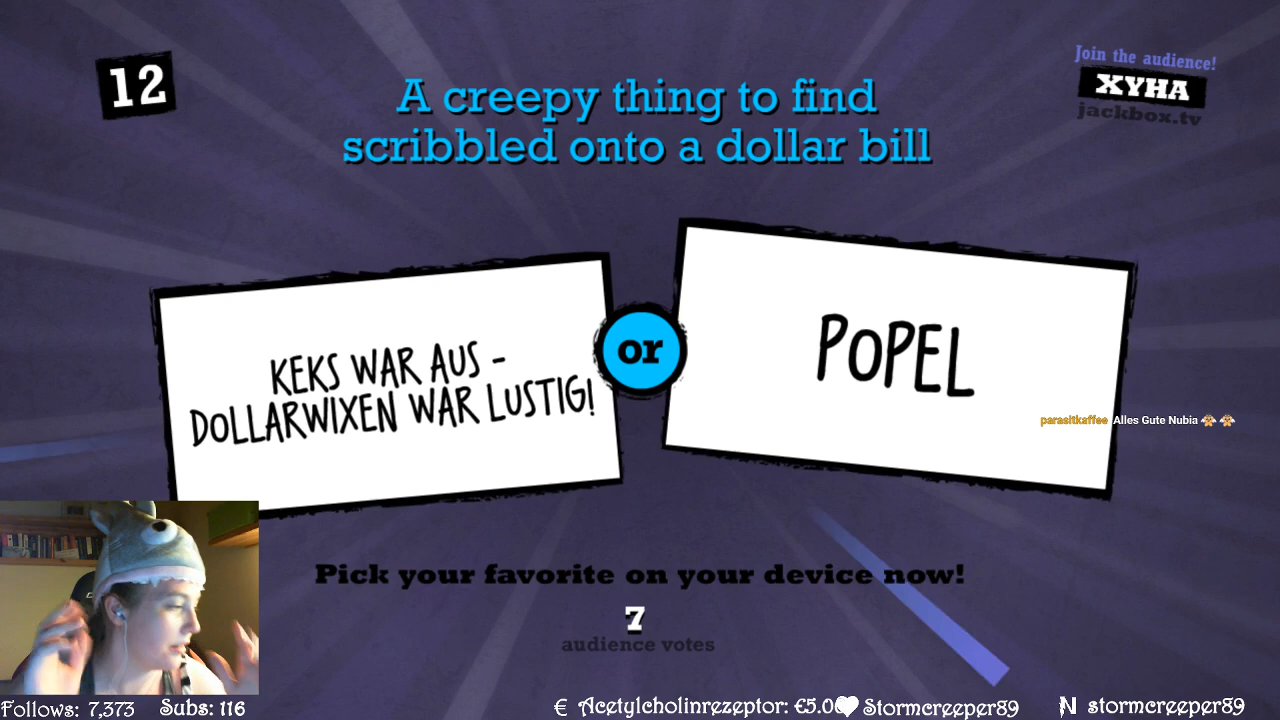 12
Join the audience!
XYHA
jackbox.tv
A creepy thing to find
scribbled onto a dollar bill
KEKS WAR AUS -
DOLLARWIXEN WAR LUSTIG!
or
POPEL
parasitkaffee Alles Gute Nubia
Pick your favorite on your device now!
7
audience votes
Follows: 7,373 Subs: 116
€ Acetylcholinrezeptor: €5.0
Stormcreeper89
N stormcreeper89